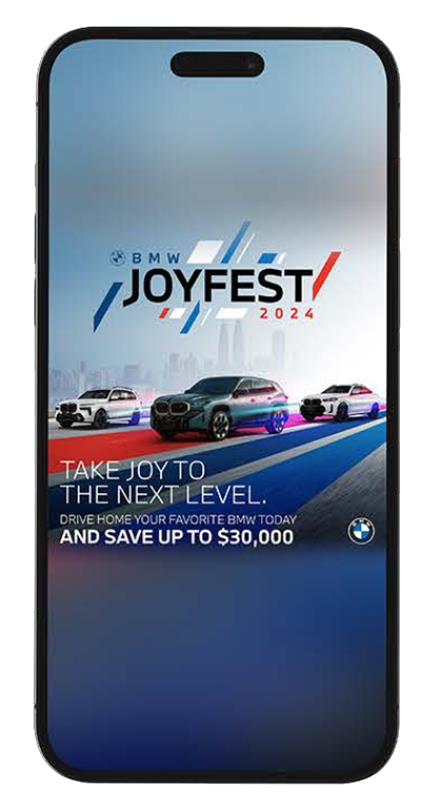 BMW
JOYFEST
2024
TAKE JOY TO
THE NEXT LEVEL.
DRIVE HOME YOUR FAVORITE BMW TODAY
AND SAVE UP TO $30,000